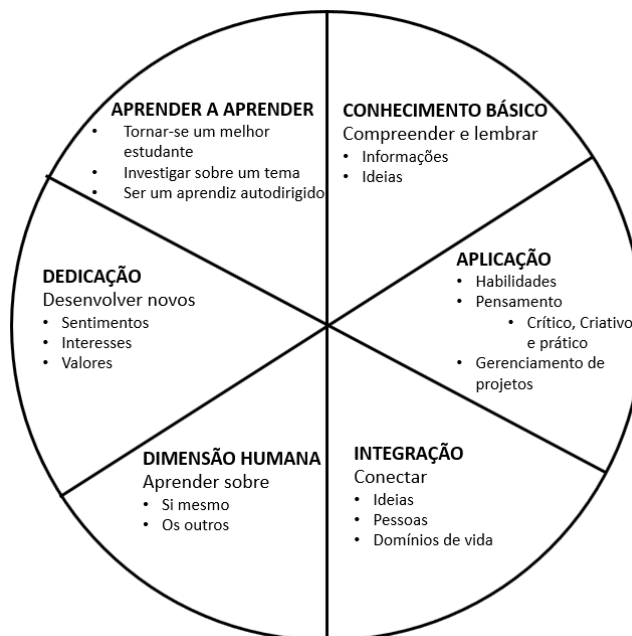 APRENDER A APRENDER
• Tornar-se um melhor
estudante
• Investigar sobre um tema
• Ser um aprendiz autodirigido
CONHECIMENTO BÁSICO
Compreender e lembrar
• Informações
• Ideias
APLICAÇÃO
• Habilidades
• Pensamento
• Crítico, Criativo
e prático
• Gerenciamento de
projetos
INTEGRAÇÃO
Conectar
• Ideias
• Pessoas
• Domínios de vida
DIMENSÃO HUMANA
Aprender sobre
• Si mesmo
• Os outros
DEDICAÇÃO
Desenvolver novos
• Sentimentos
• Interesses
• Valores